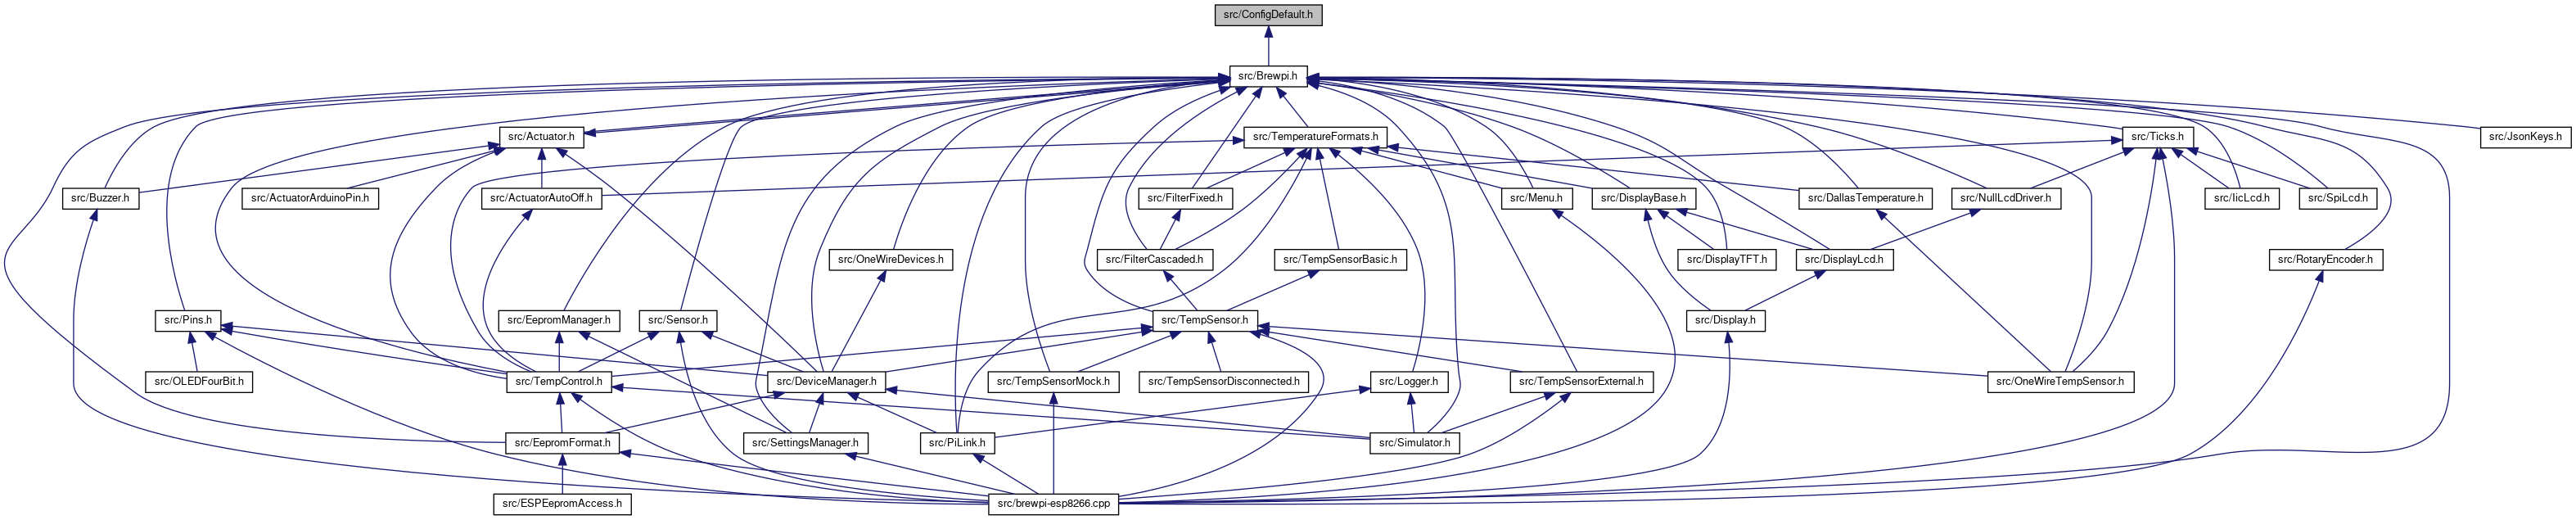 src/ConfigDefault.h
src/Brewpi.h
src/Actuator.h
src/TemperatureFormats.h
src/Ticks.h
src/JsonKeys.h
src/Buzzer.h
src/ActuatorArduinoPin.h
src/ActuatorAutoOff.h
src/FilterFixed.h
src/Menu.h
src/DisplayBase.h
src/DallasTemperature.h
src/NullLcdDriver.h
src/IicLcd.h
src/SpiLcd.h
src/OneWireDevices.h
src/FilterCascaded.h
src/TempSensorBasic.h
src/DisplayTFT.h
src/DisplayLcd.h
src/RotaryEncoder.h
src/Pins.h
src/EepromManager.h
src/Sensor.h
src/TempSensor.h
src/Display.h
src/OLEDFourBit.h
src/TempControl.h
src/DeviceManager.h
src/TempSensorMock.h
src/TempSensorDisconnected.h
src/Logger.h
src/TempSensorExternal.h
src/OneWireTempSensor.h
src/EepromFormat.h
src/SettingsManager.h
src/PiLink.h
src/Simulator.h
src/ESPEepromAccess.h
src/brewpi-esp8266.cpp